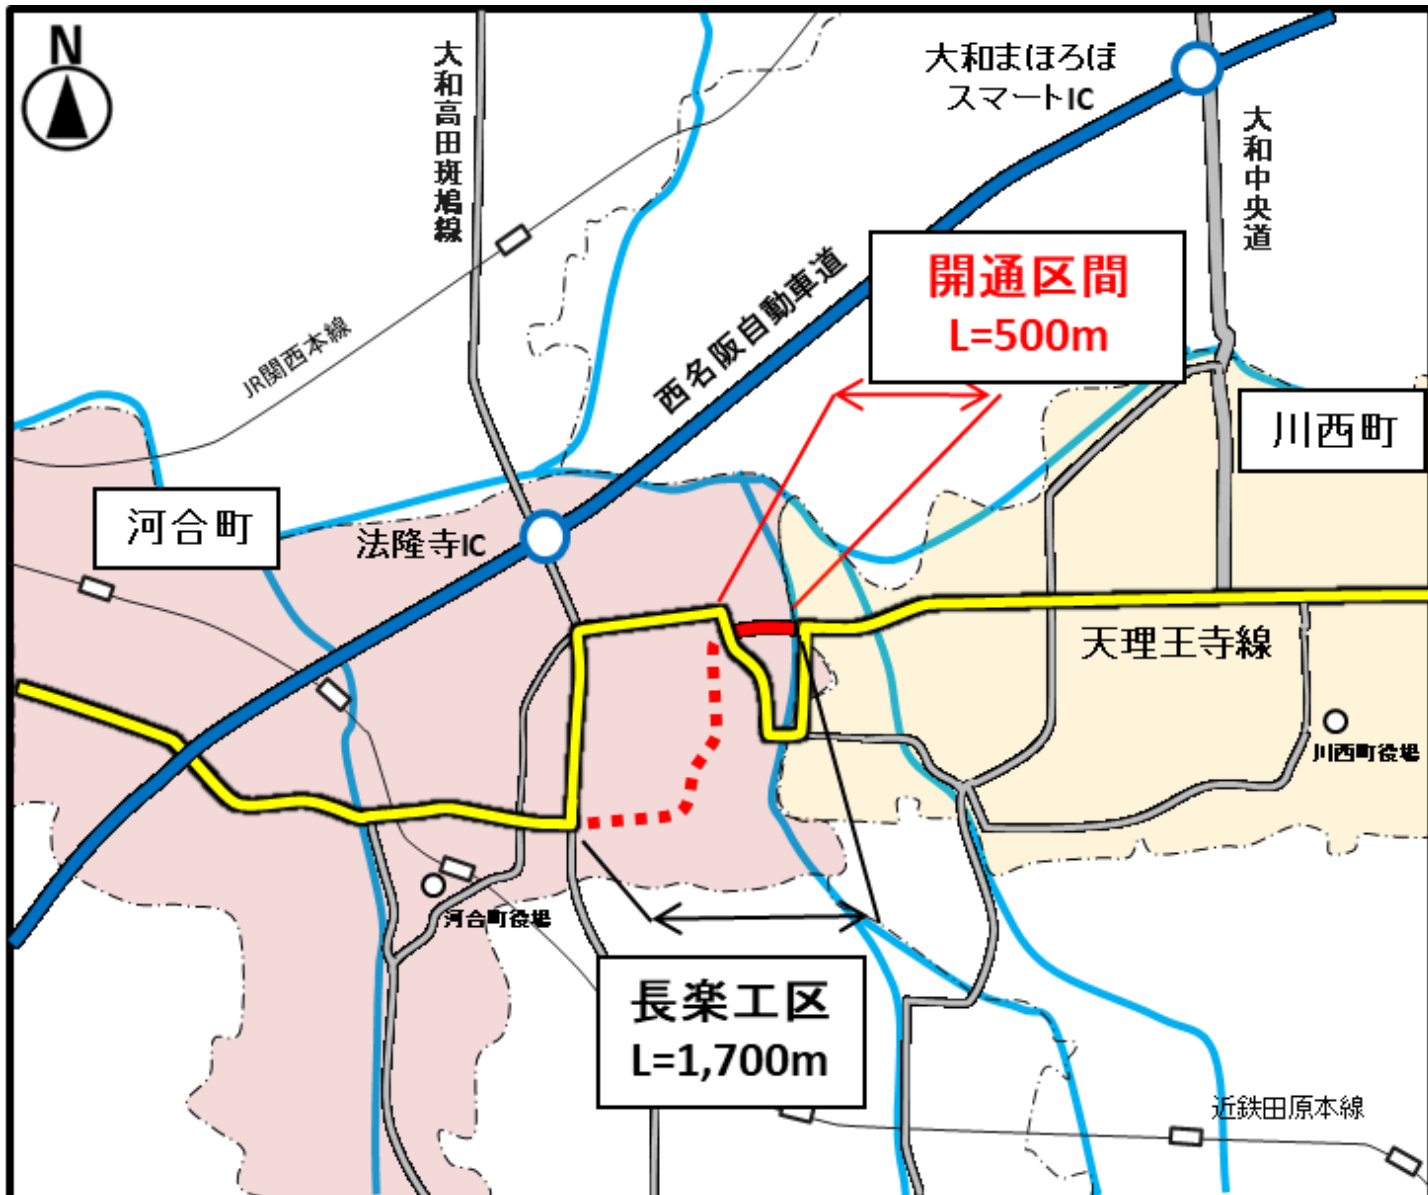 N
大和高田斑鳩線
大和まほろば
スマートIC
大和中央道
JR関西本線
西名阪自動車道
開通区間
L=500m
川西町
河合町
法隆寺IC
天理王寺線
川西町役場
河合町役場
長楽工区
L=1,700m
近鉄田原本線